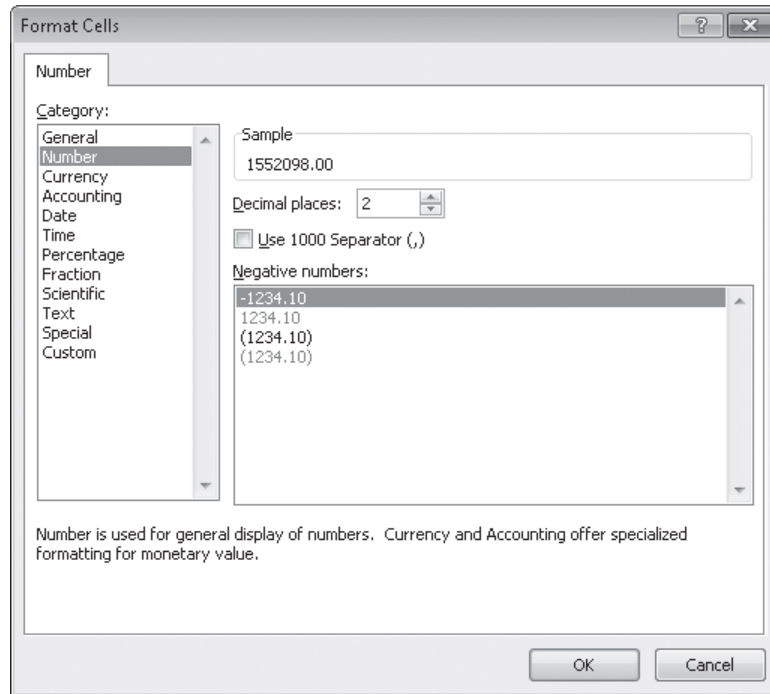 Format Cells
Number
Category:
General
Number
Currency
Accounting
Date
Time
Percentage
Fraction
Scientific
Text
Special
Custom
Sample
1552098.00
Decimal places: 2
Use 1000 Separator (,)
Negative numbers:
-1234.10
1234.10
(1234.10)
(1234.10)
Number is used for general display of numbers. Currency and Accounting offer specialized
formatting for monetary value.
OK Cancel